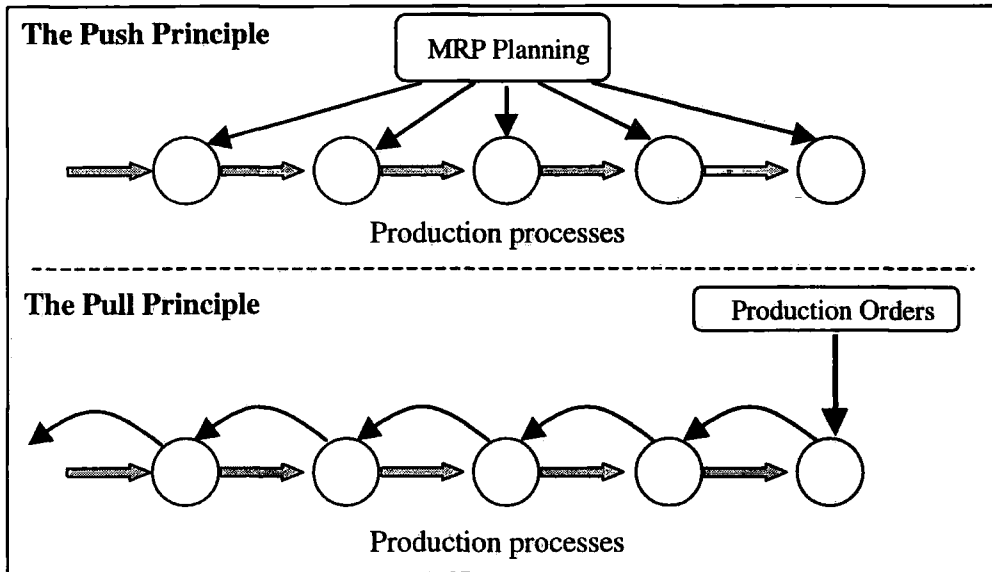 The Push Principle
MRP Planning
Production processes
The Pull Principle
Production Orders
Production processes